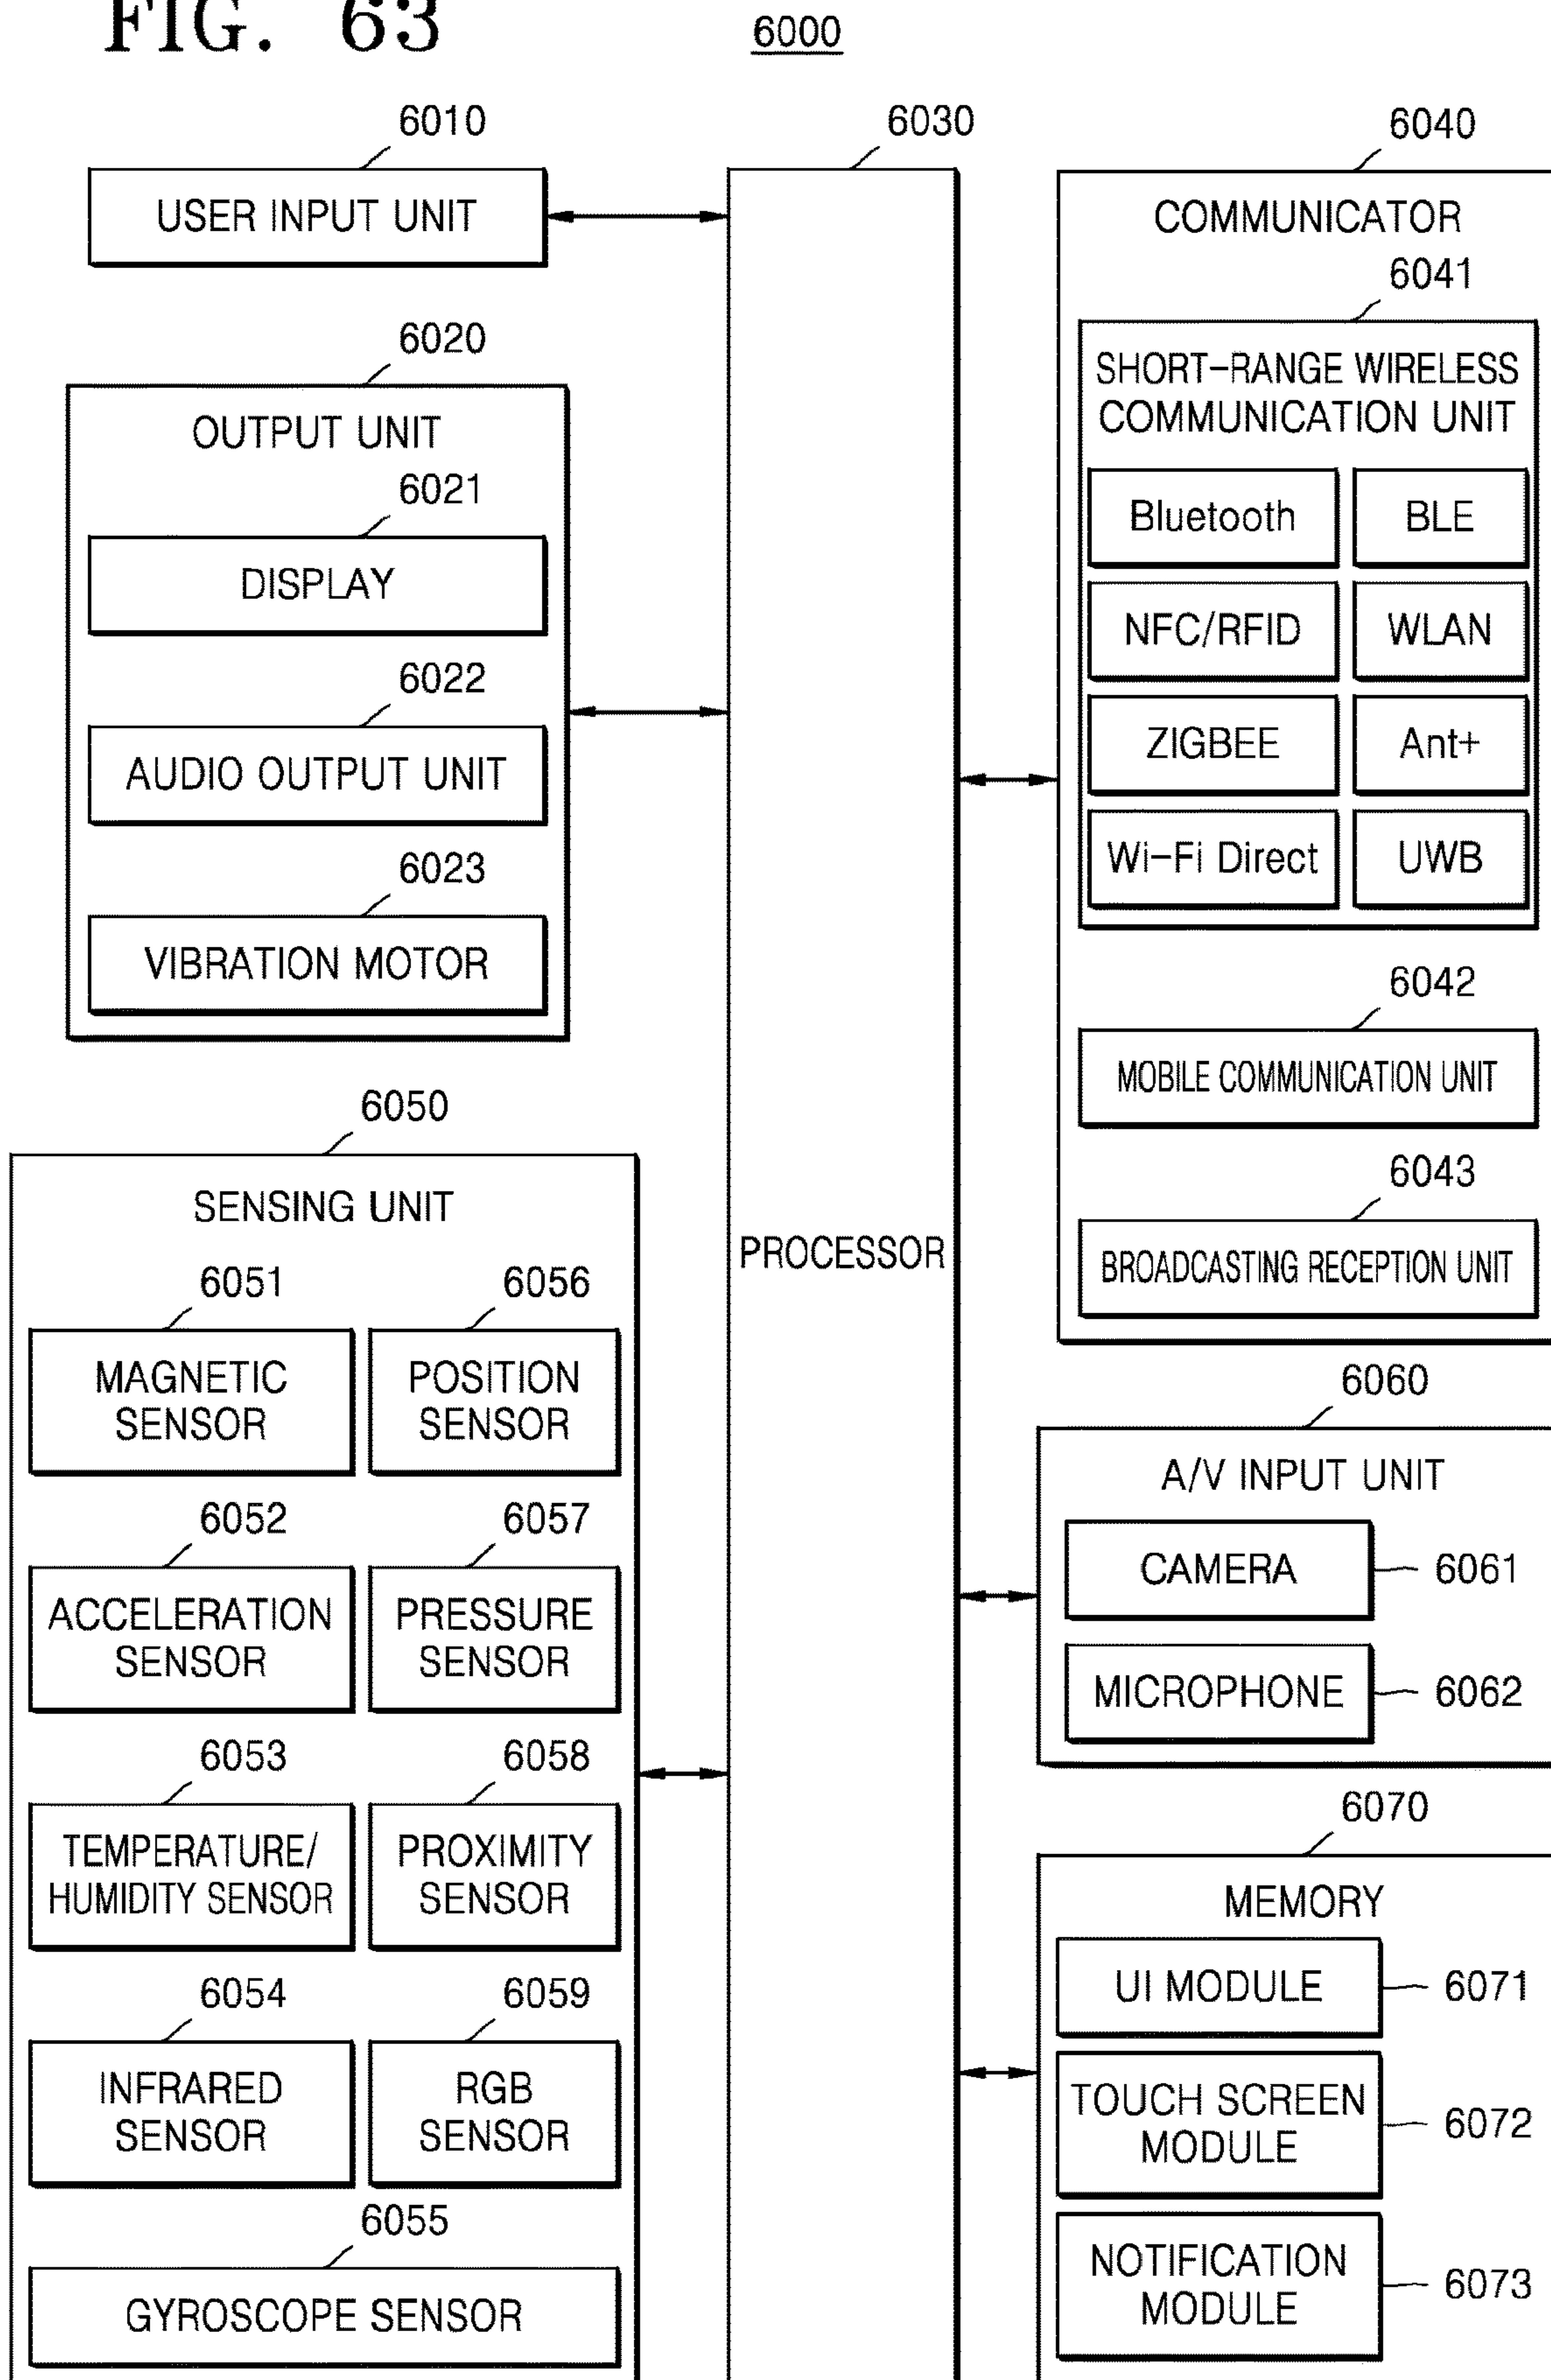 FIG. 63
6000
6010
USER INPUT UNIT
6020
OUTPUT UNIT
6021
DISPLAY
6022
AUDIO OUTPUT UNIT
6023
VIBRATION MOTOR
6050
SENSING UNIT
6051
MAGNETIC
SENSOR
6056
POSITION
SENSOR
6052
ACCELERATION
SENSOR
6057
PRESSURE
SENSOR
6053
TEMPERATURE/
HUMIDITY SENSOR
6058
PROXIMITY
SENSOR
6054
INFRARED
SENSOR
6059
RGB
SENSOR
6055
GYROSCOPE SENSOR
6030
PROCESSOR
6040
COMMUNICATOR
6041
SHORT-RANGE WIRELESS
COMMUNICATION UNIT
Bluetooth
BLE
NFC/RFID
WLAN
ZIGBEE
Ant+
Wi-Fi Direct
UWB
6042
MOBILE COMMUNICATION UNIT
6043
BROADCASTING RECEPTION UNIT
6060
A/V INPUT UNIT
CAMERA
6061
MICROPHONE
6062
6070
MEMORY
UI MODULE
6071
TOUCH SCREEN
MODULE
6072
NOTIFICATION
MODULE
6073